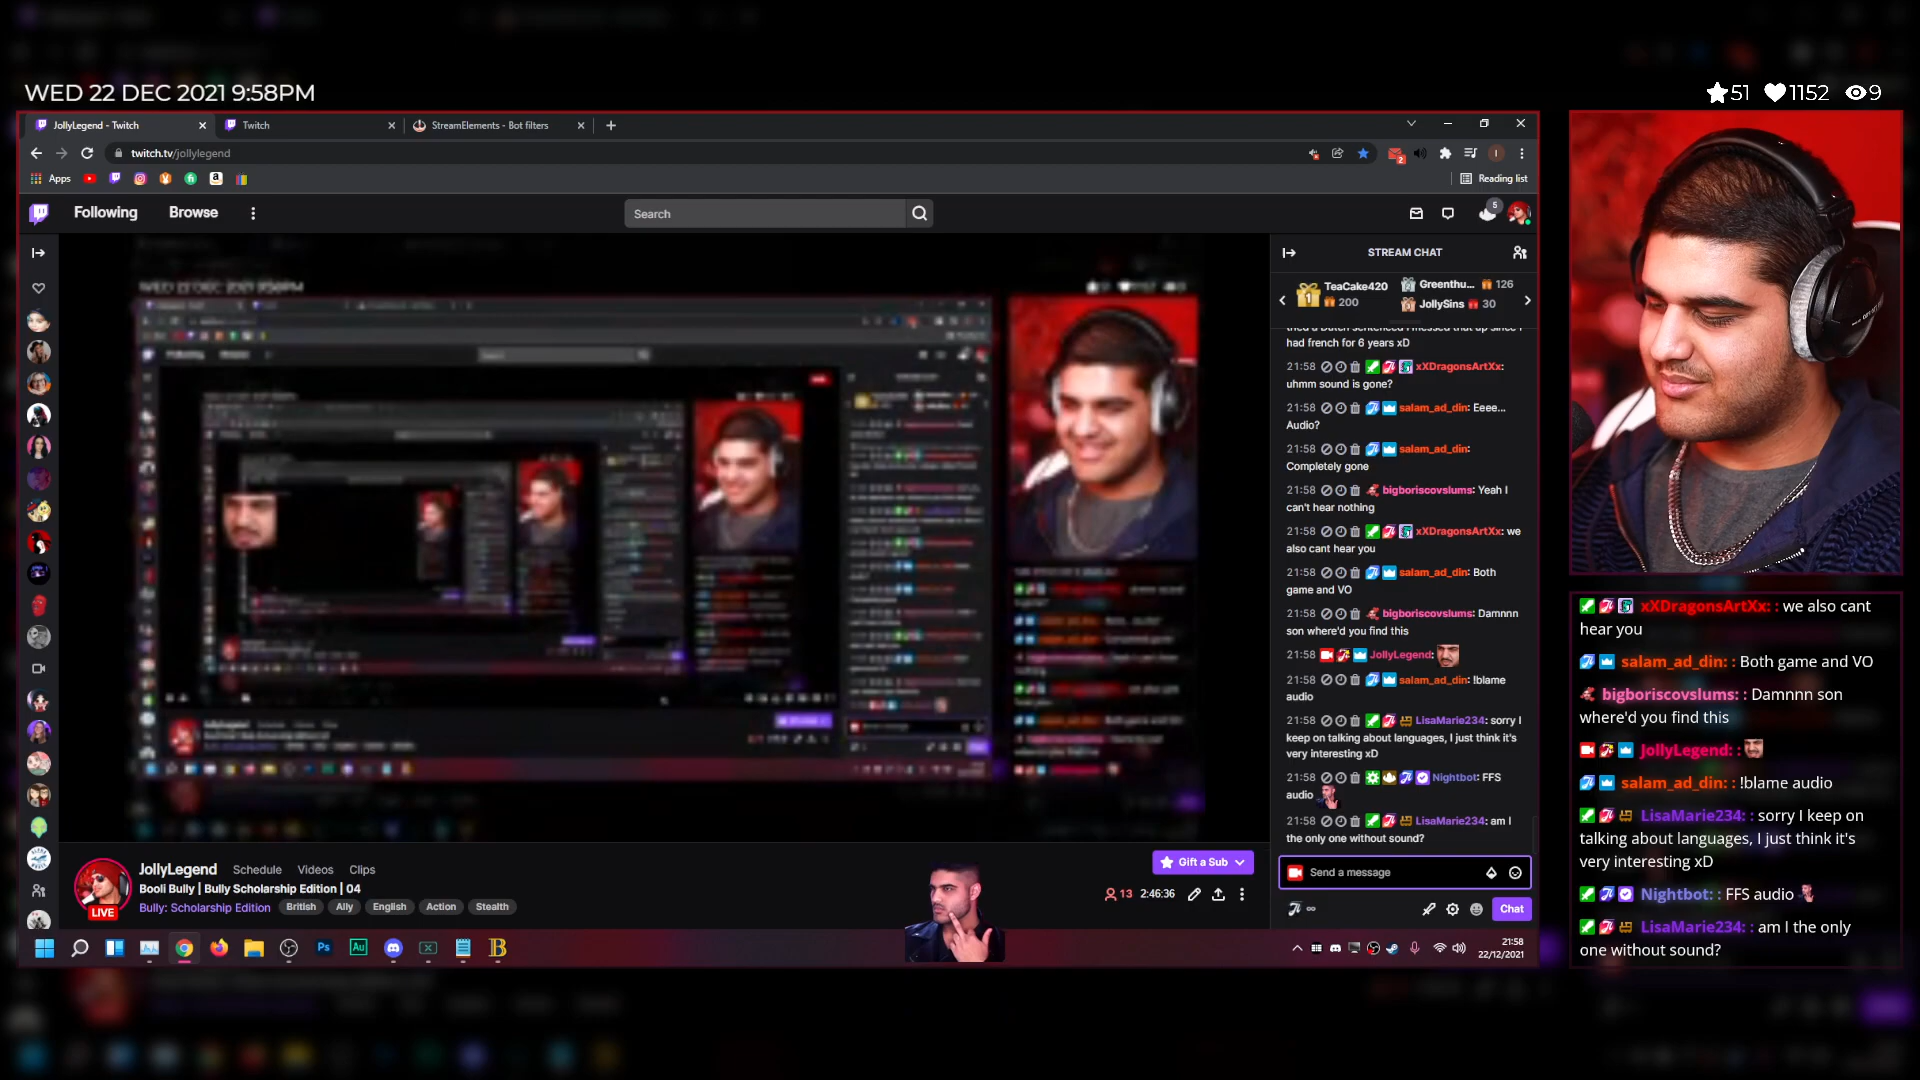 WED 22 DEC 2021 9:58PM
51 1152 9
JollyLegend - Twitch
Twitch
StreamElements - Bot filters
twitch.tv/jollylegend
2
Apps
Reading list
Following
Browse
Search
5
STREAM CHAT
TeaCake420
200
1
Greenthu... 126
JollySins 30
had french for 6 years xD
21:58 xXDragonsArtXx:
uhmm sound is gone?
21:58 salam_ad_din: Eeee...
Audio?
21:58 salam_ad_din:
Completely gone
21:58 bigboriscovslums: Yeah I
can't hear nothing
21:58 xXDragonsArtXx: we
also cant hear you
21:58 salam_ad_din: Both
game and VO
21:58 bigboriscovslums: Damnnn
son where'd you find this
21:58 JollyLegend:
21:58 salam_ad_din: !blame
audio
21:58 LisaMarie234: sorry I
keep on talking about languages, I just think it's
very interesting xD
21:58 Nightbot: FFS
audio
21:58 LisaMarie234: am I
the only one without sound?
Send a message
Chat
LIVE
JollyLegend
Schedule
Videos
Clips
Booli Bully | Bully Scholarship Edition | 04
Bully: Scholarship Edition
British
Ally
English
Action
Stealth
Gift a Sub
13
2:46:36
Ps
Au
B
21:58
22/12/2021
xXDragonsArtXx: : we also cant
hear you
salam_ad_din: : Both game and VO
bigboriscovslums: : Damnnn son
where'd you find this
JollyLegend: :
salam_ad_din: : !blame audio
LisaMarie234: : sorry I keep on
talking about languages, I just think it's
very interesting xD
Nightbot: : FFS audio
LisaMarie234: : am I the only
one without sound?